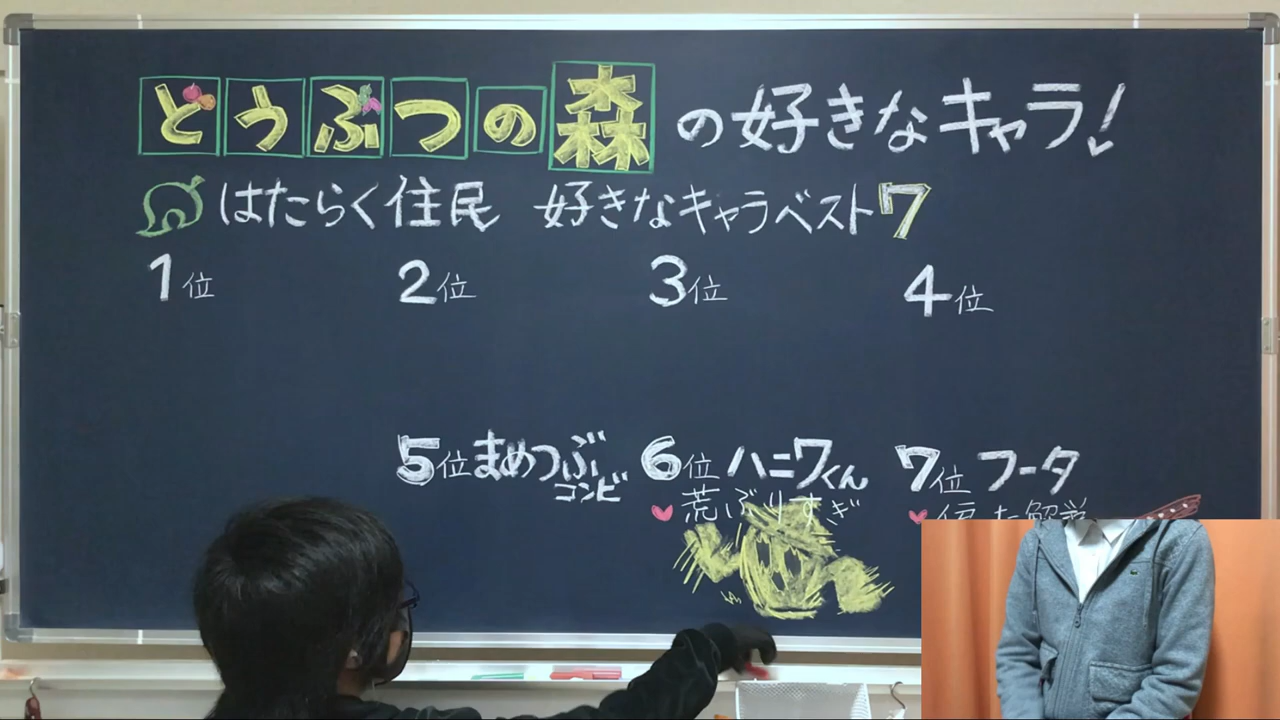 どうぶつの森の好きなキャラ!
はたらく住民 好きなキャラベスト7
1位 2位 3位 4位
5位まめつぶコンビ 6位ハニワくん 7位フータ
荒ぶりすぎ